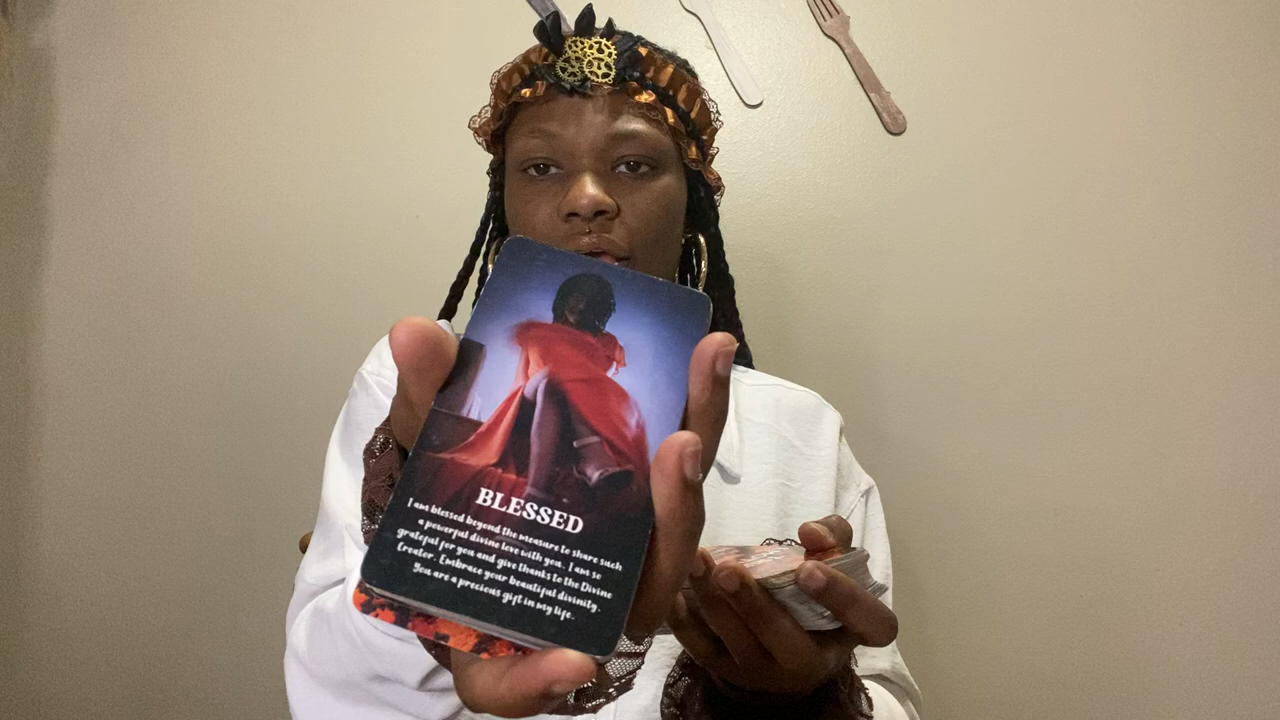 BLESSED
I am blessed beyond the measure to share such
a powerful divine love with you. I am so
grateful for you and give thanks to the Divine
Creator. Embrace your beautiful divinity.
You are a precious gift in my life.